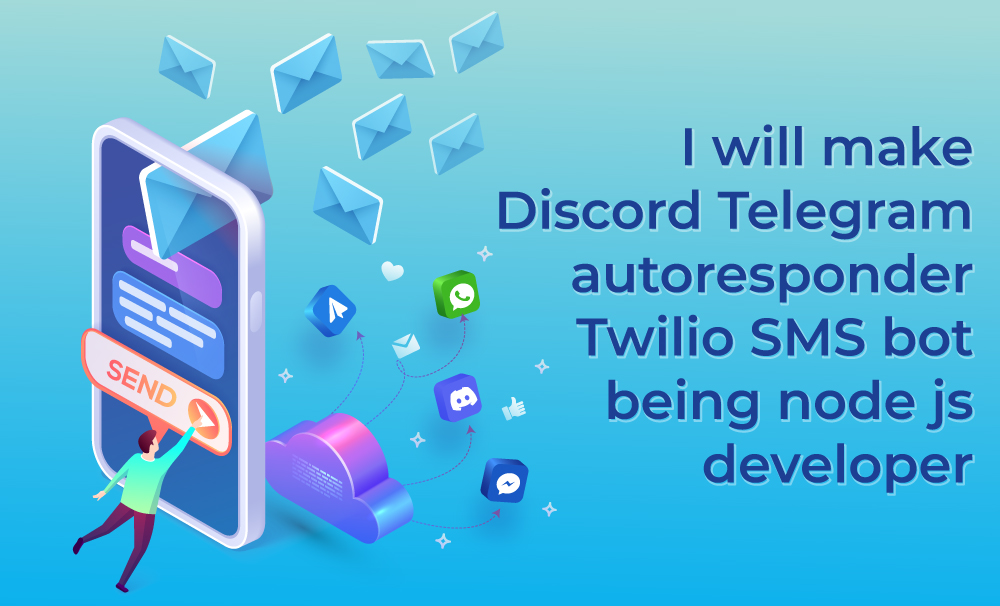 I will make
Discord Telegram
autoresponder
Twilio SMS bot
being node js
developer
SEND